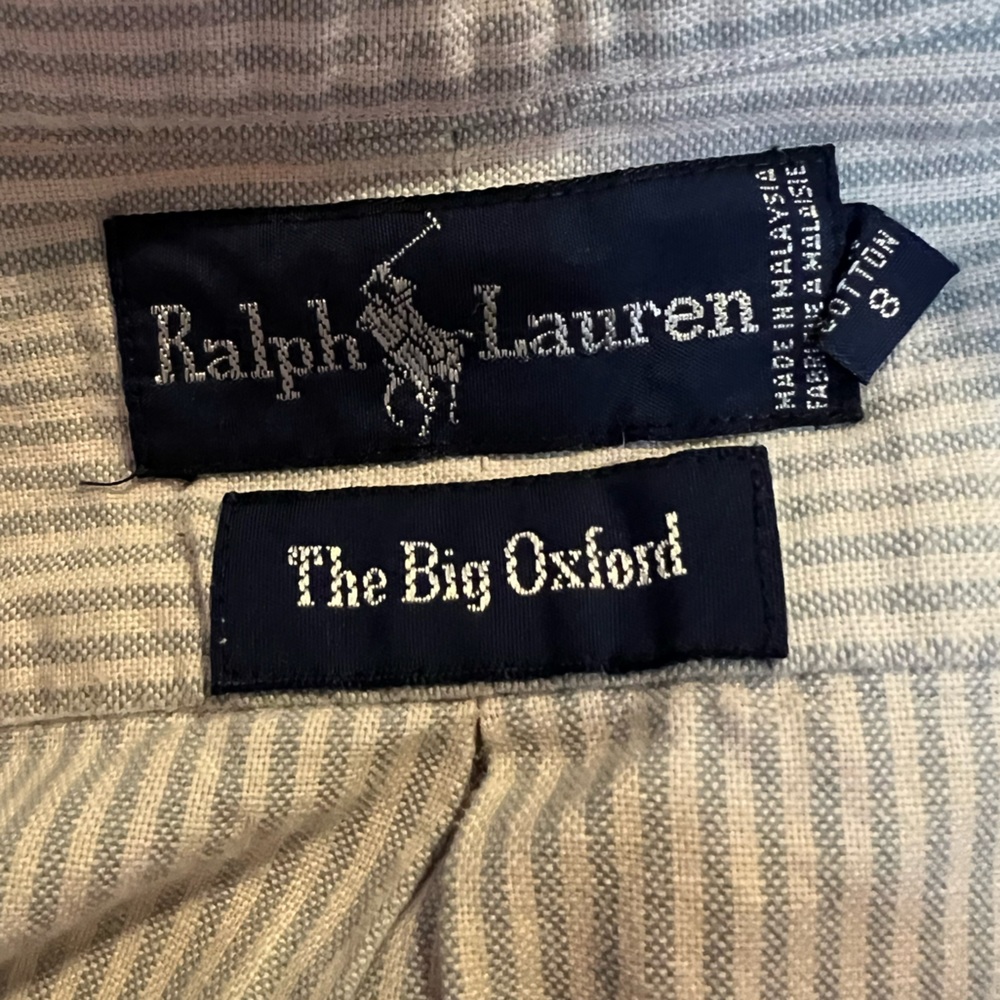 Ralph Lauren
MADE IN MALAYSIA
FABRIQUE A MALAISIE
COTTON
8
The Big Oxford